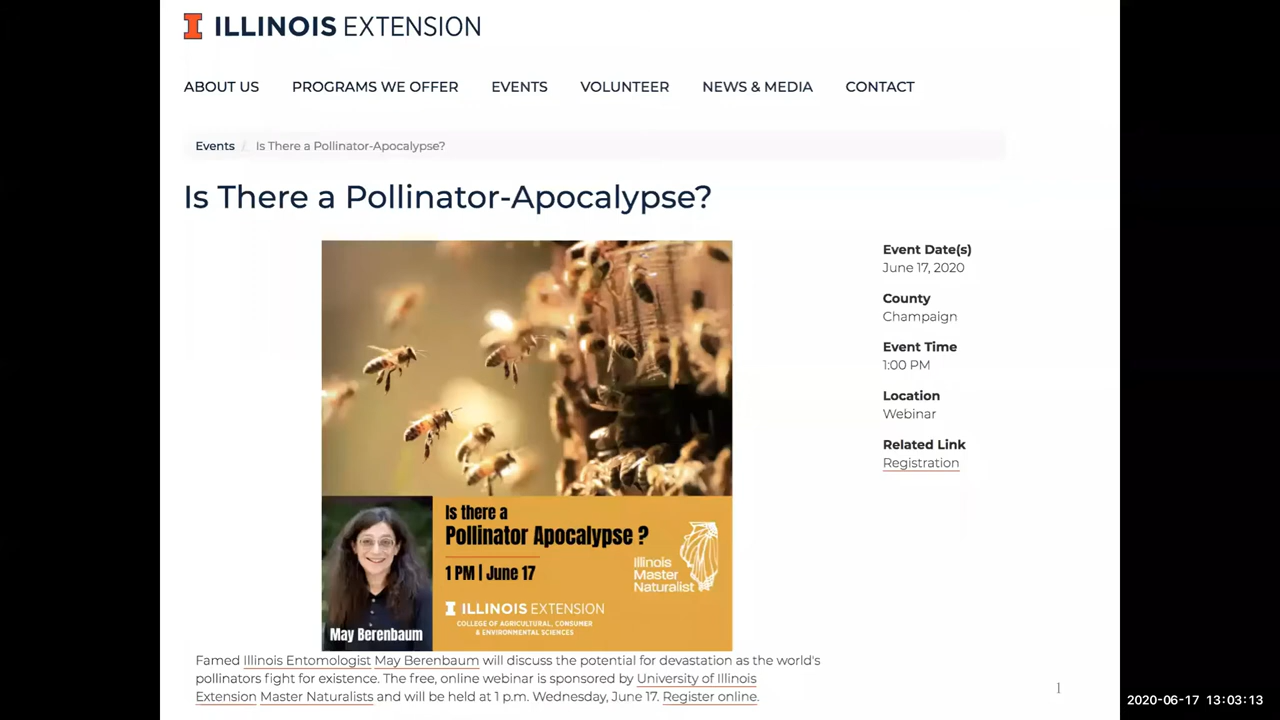 I ILLINOIS EXTENSION
ABOUT US PROGRAMS WE OFFER EVENTS VOLUNTEER NEWS & MEDIA CONTACT
Events / Is There a Pollinator-Apocalypse?
Is There a Pollinator-Apocalypse?
Is there a
Pollinator Apocalypse ?
1 PM | June 17
Illinois
Master
Naturalist
I ILLINOIS EXTENSION
COLLEGE OF AGRICULTURAL, CONSUMER
& ENVIRONMENTAL SCIENCES
May Berenbaum
Event Date(s)
June 17, 2020
County
Champaign
Event Time
1:00 PM
Location
Webinar
Related Link
Registration
Famed Illinois Entomologist May Berenbaum will discuss the potential for devastation as the world's
pollinators fight for existence. The free, online webinar is sponsored by University of Illinois
Extension Master Naturalists and will be held at 1 p.m. Wednesday, June 17. Register online.
1
2020-06-17 13:03:13